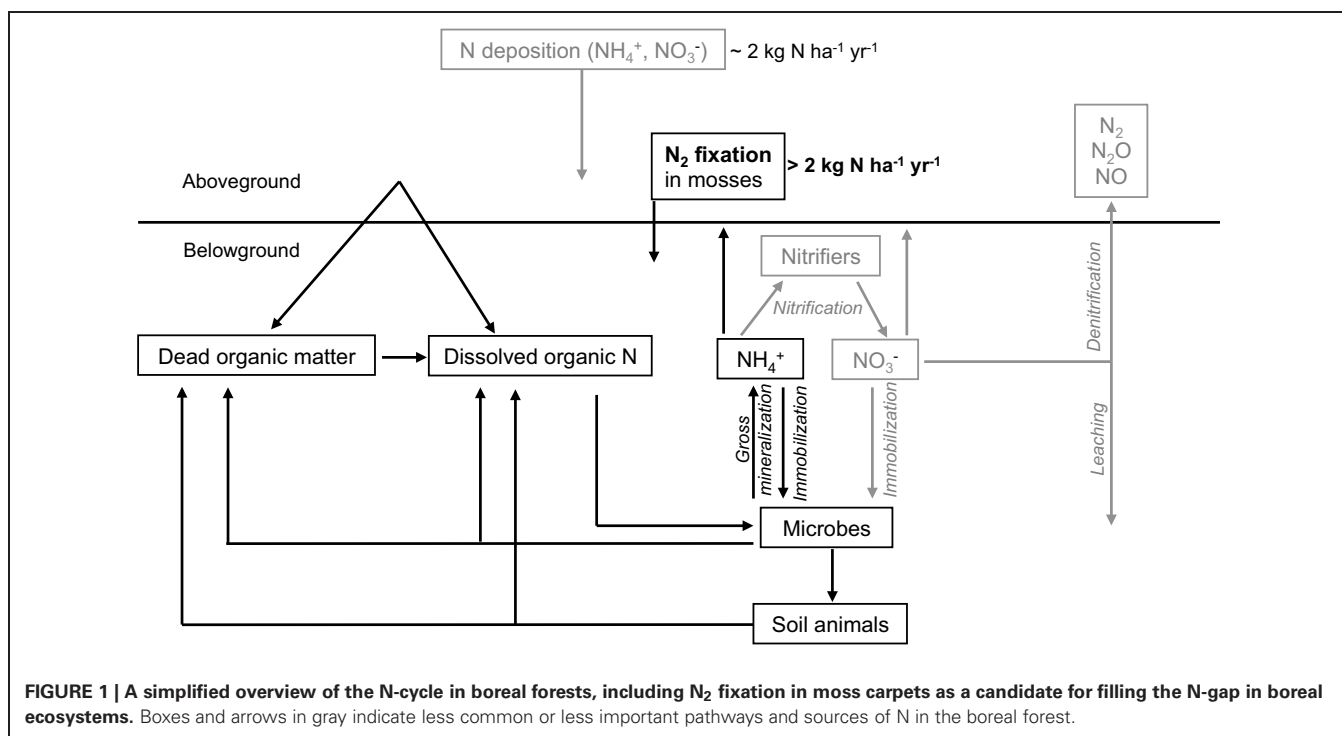 N deposition (NH₄⁺, NO₃⁻) ~ 2 kg N ha⁻¹ yr⁻¹
N₂
N₂O
NO
N₂ fixation
in mosses
> 2 kg N ha⁻¹ yr⁻¹
Aboveground
Belowground
Nitrifiers
Nitrification
Denitrification
Dead organic matter
Dissolved organic N
NH₄⁺
NO₃⁻
Gross
mineralization
Immobilization
Immobilization
Leaching
Microbes
Soil animals
FIGURE 1 | A simplified overview of the N-cycle in boreal forests, including N₂ fixation in moss carpets as a candidate for filling the N-gap in boreal
ecosystems. Boxes and arrows in gray indicate less common or less important pathways and sources of N in the boreal forest.